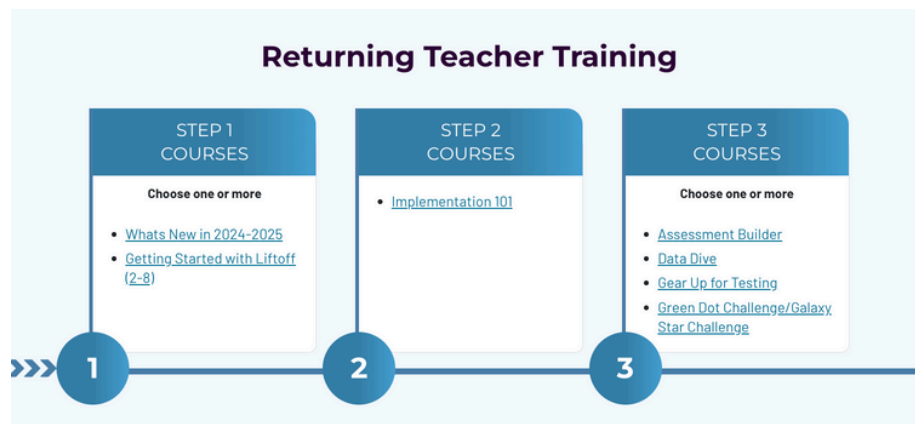 Returning Teacher Training
STEP 1
COURSES
Choose one or more
Whats New in 2024-2025
Getting Started with Liftoff
(2-8)
1
STEP 2
COURSES
Implementation 101
2
STEP 3
COURSES
Choose one or more
Assessment Builder
Data Dive
Gear Up for Testing
Green Dot Challenge/Galaxy
Star Challenge
3